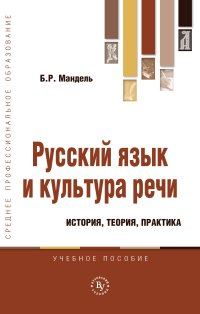 СРЕДНЕЕ ПРОФЕССИОНАЛЬНОЕ ОБРАЗОВАНИЕ
Б.Р. Мандель
Русский язык
и культура речи
ИСТОРИЯ, ТЕОРИЯ, ПРАКТИКА
УЧЕБНОЕ ПОСОБИЕ